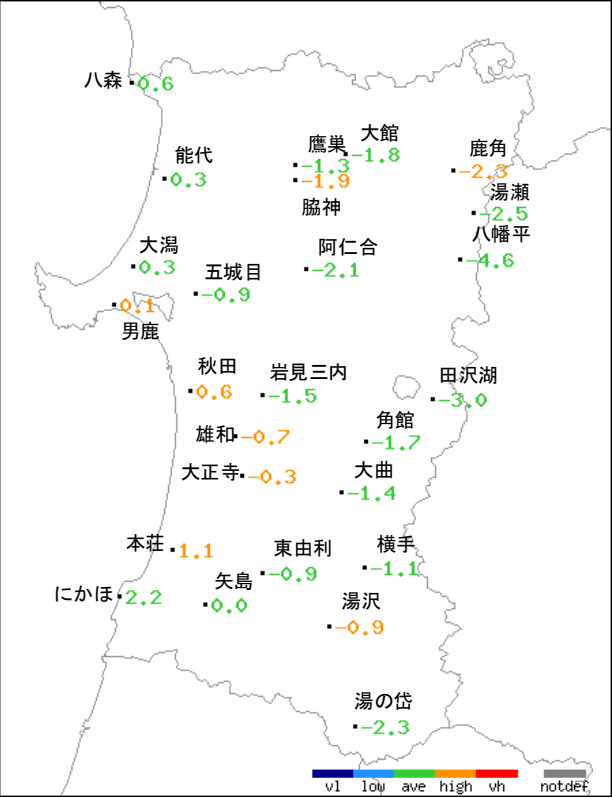 八森
0.6
大館
-1.8
鷹巣
-1.3
-1.9
脇神
鹿角
-2.3
能代
0.3
湯瀬
-2.5
八幡平
-4.6
大潟
0.3
阿仁合
-2.1
五城目
-0.9
0.1
男鹿
秋田
0.6
岩見三内
-1.5
田沢湖
-3.0
角館
-1.7
雄和
-0.7
大正寺
-0.3
大曲
-1.4
本荘
1.1
東由利
-0.9
横手
-1.1
にかほ
2.2
矢島
0.0
湯沢
-0.9
湯の岱
-2.3
vl low ave high vh notdef